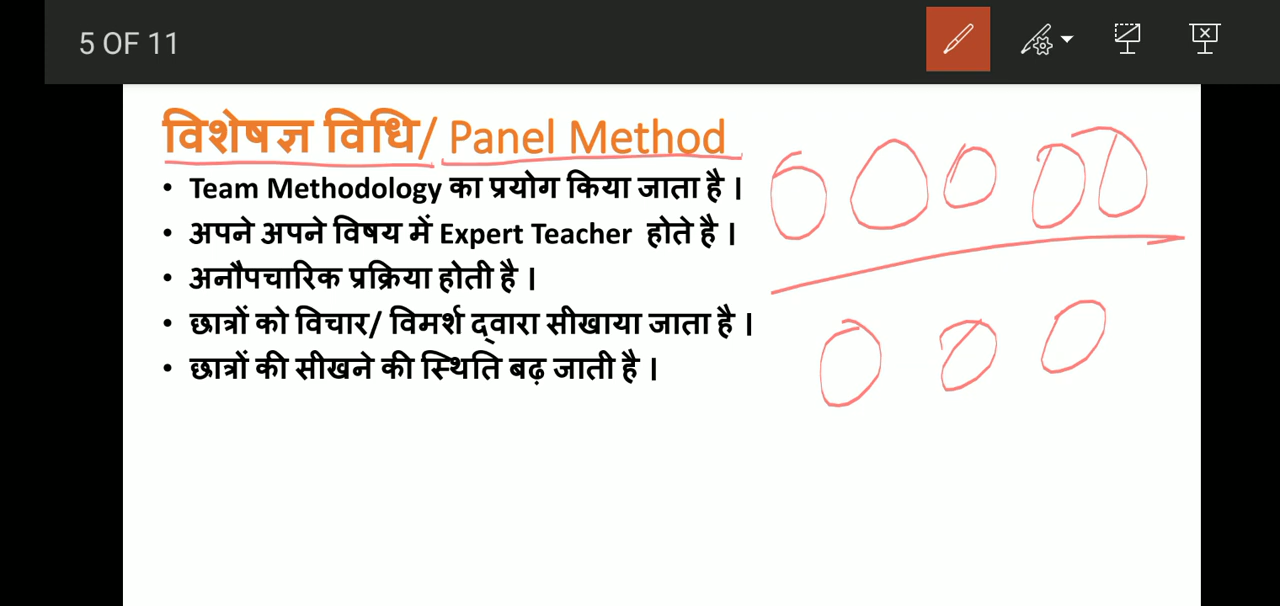 5 OF 11
विशेषज्ञ विधि/ Panel Method
• Team Methodology का प्रयोग किया जाता है ।
• अपने अपने विषय में Expert Teacher होते है ।
• अनौपचारिक प्रक्रिया होती है ।
• छात्रों को विचार/ विमर्श द्वारा सीखाया जाता है ।
• छात्रों की सीखने की स्थिति बढ़ जाती है ।